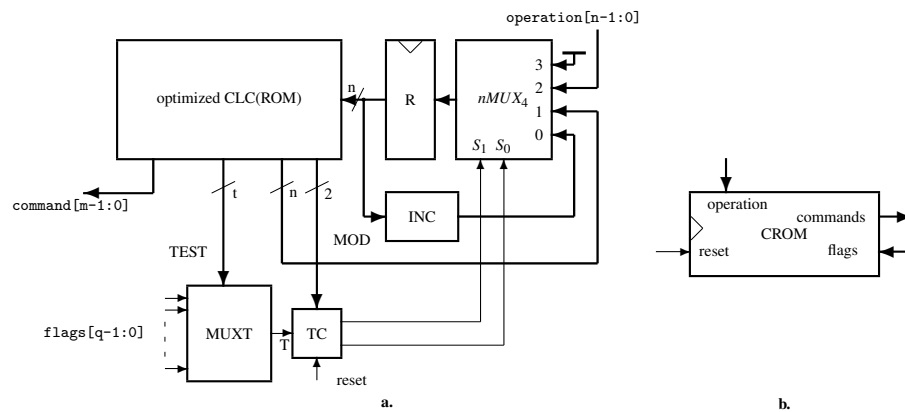 operation[n-1:0]
optimized CLC(ROM)
n
R
nMUX4
3
2
1
0
S1 S0
command[m-1:0]
t
n
2
INC
MOD
TEST
flags[q-1:0]
MUXT
T
TC
reset
a.
operation
commands
CROM
reset
flags
b.